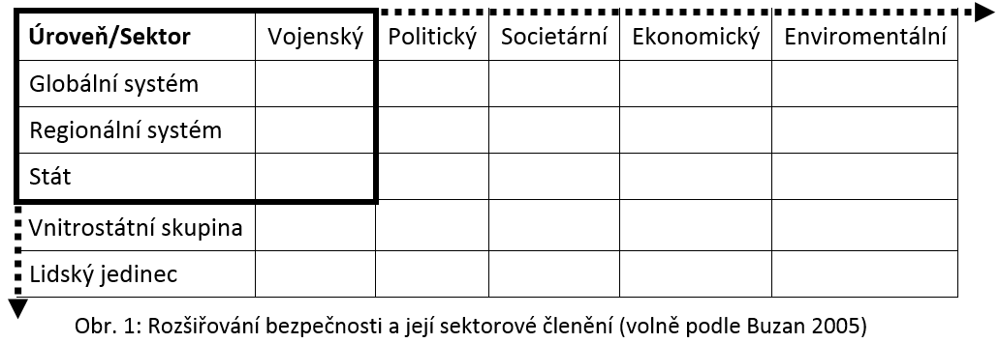 Úroveň/Sektor Vojenský Politický Societární Ekonomický Enviromentální
Globální systém
Regionální systém
Stát
Vnitrostátní skupina
Lidský jedinec
Obr. 1: Rozšiřování bezpečnosti a její sektorové členění (volně podle Buzan 2005)